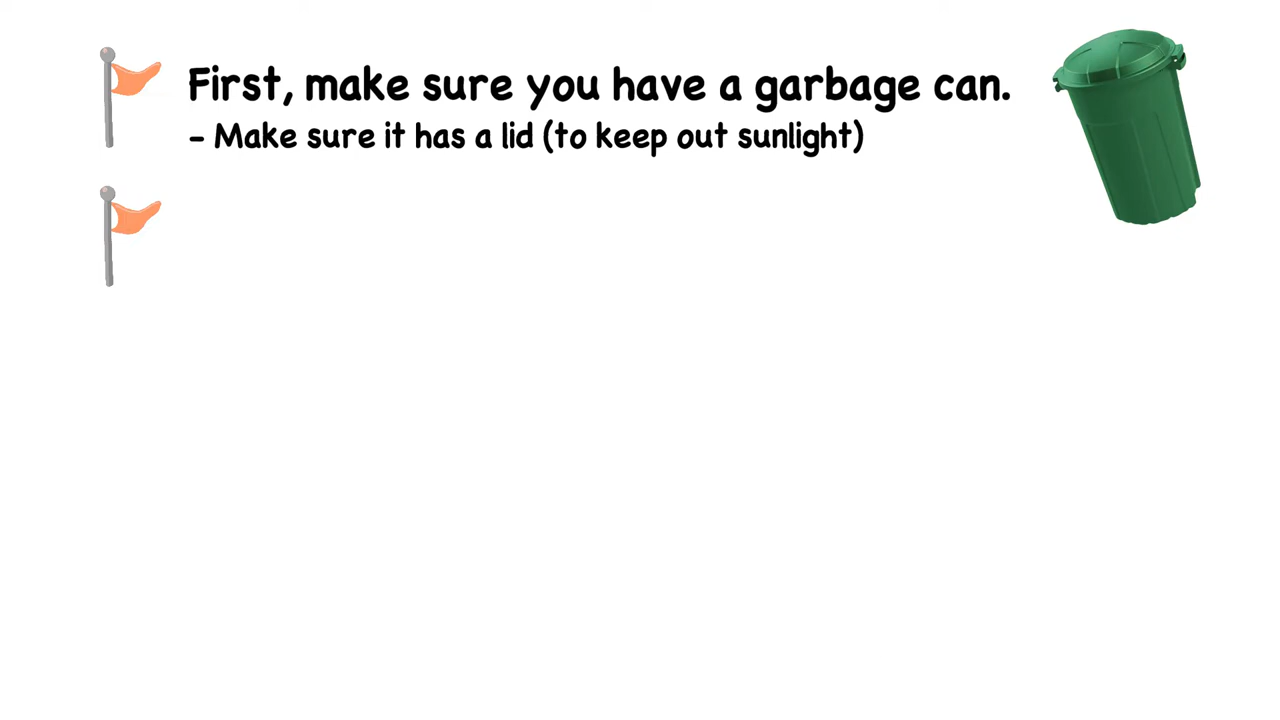 First, make sure you have a garbage can.
- Make sure it has a lid (to keep out sunlight)